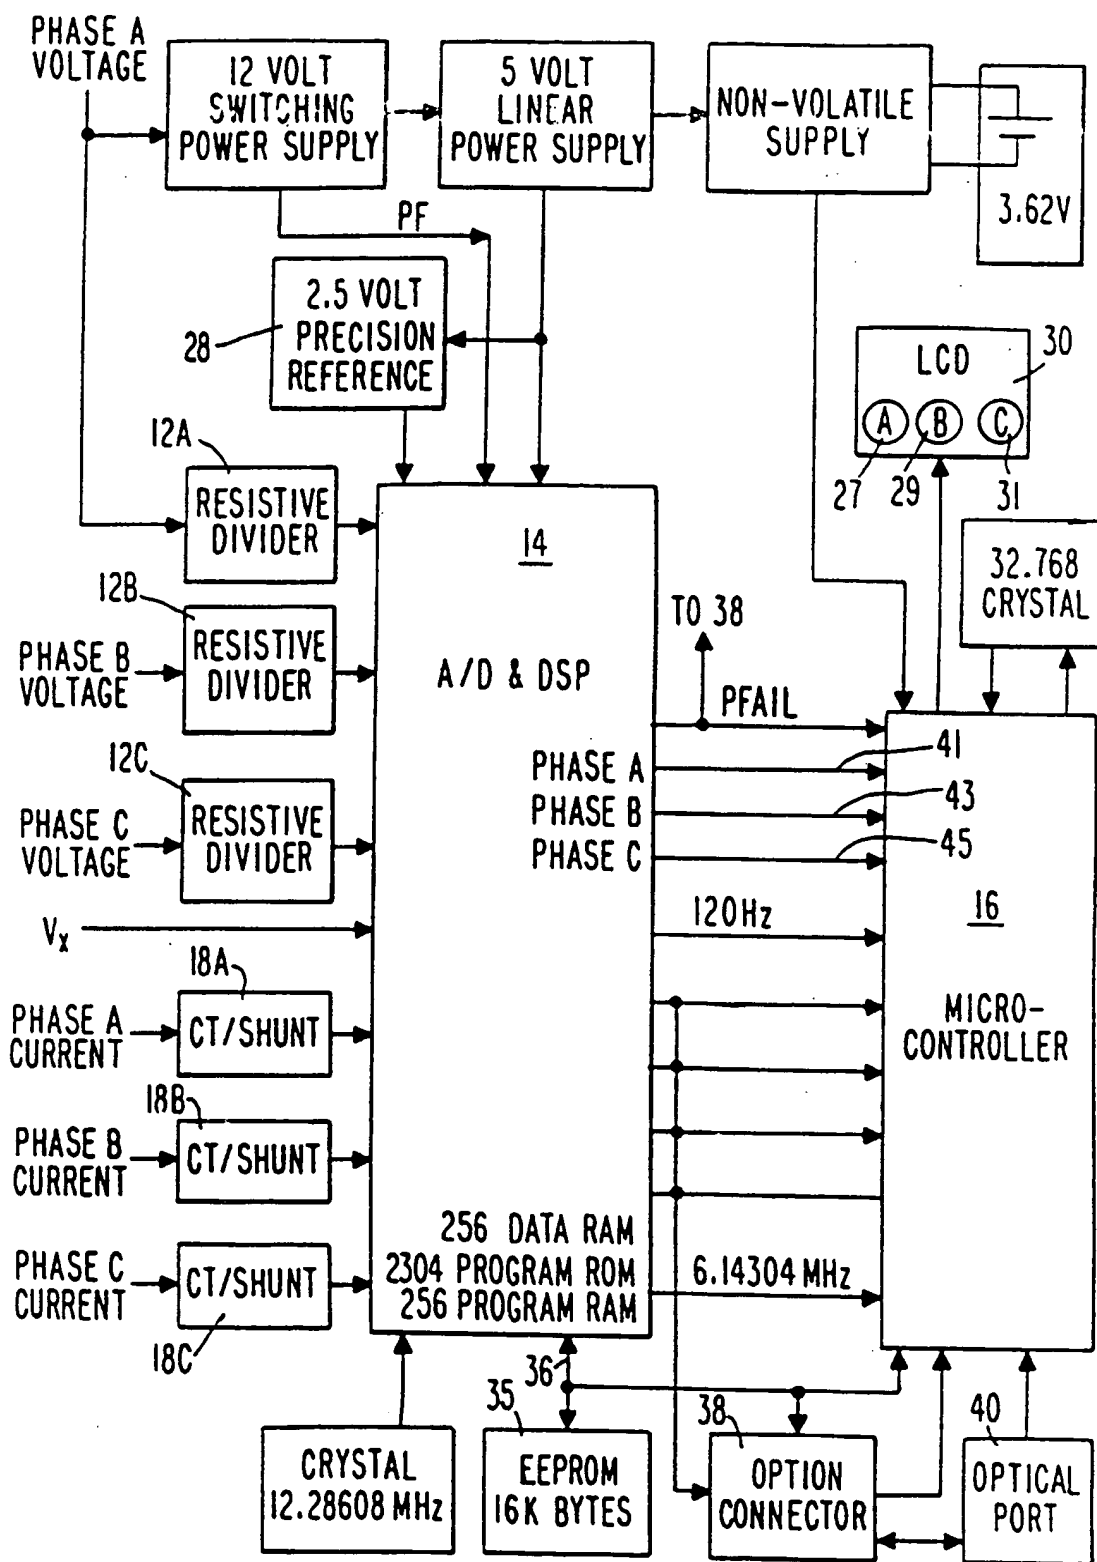 PHASE A
VOLTAGE
12 VOLT
SWITCHING
POWER SUPPLY
5 VOLT
LINEAR
POWER SUPPLY
NON-VOLATILE
SUPPLY
3.62V
PF
2.5 VOLT
PRECISION
REFERENCE
28
LCD
30
A
B
C
27
29
31
12A
RESISTIVE
DIVIDER
14
32.768
CRYSTAL
12B
PHASE B
VOLTAGE
RESISTIVE
DIVIDER
A/D & DSP
TO 38
PFAIL
12C
PHASE C
VOLTAGE
RESISTIVE
DIVIDER
PHASE A
41
PHASE B
43
PHASE C
45
Vx
120Hz
16
MICRO-
CONTROLLER
18A
PHASE A
CURRENT
CT/SHUNT
18B
PHASE B
CURRENT
CT/SHUNT
PHASE C
CURRENT
CT/SHUNT
18C
256 DATA RAM
2304 PROGRAM ROM
256 PROGRAM RAM
6.14304 MHz
36
CRYSTAL
12.28608 MHz
35
EEPROM
16K BYTES
38
OPTION
CONNECTOR
40
OPTICAL
PORT